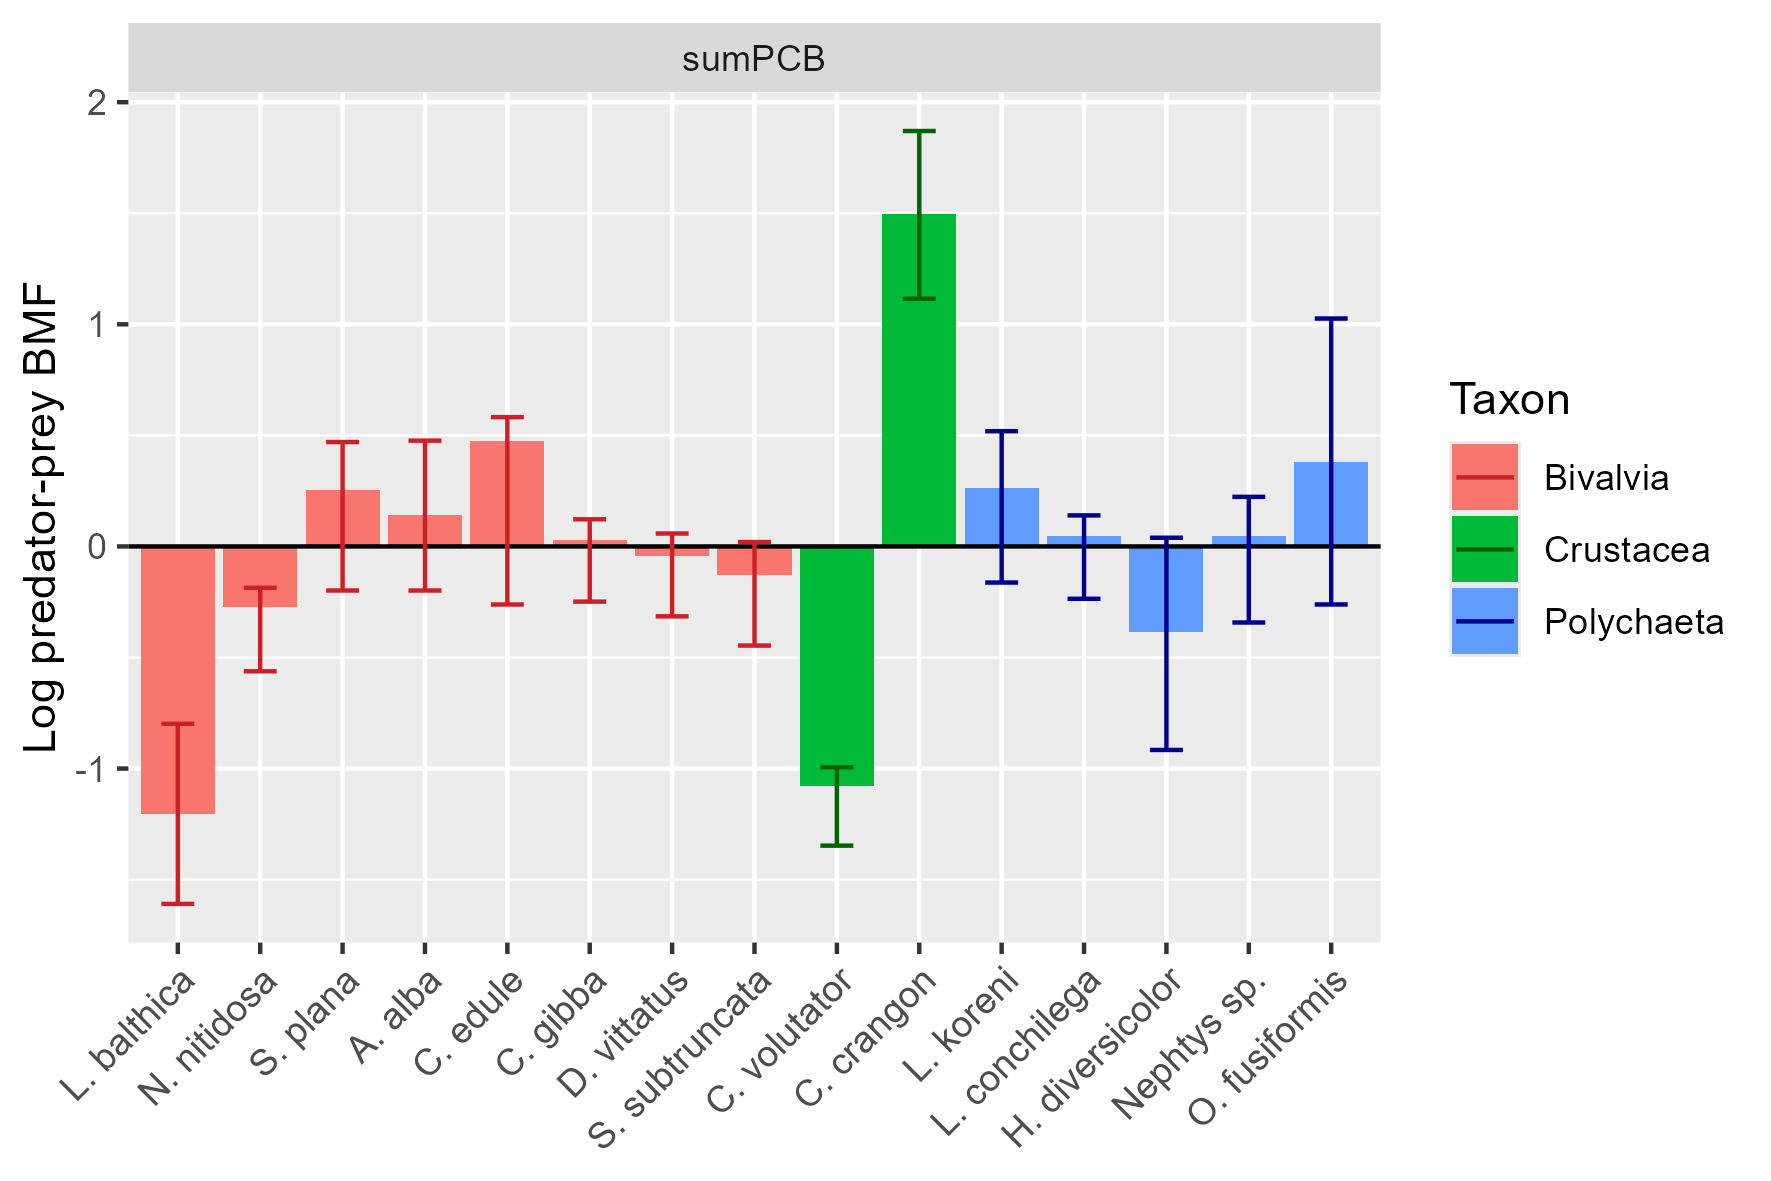 sumPCB
Log predator-prey BMF
2
1
0
-1
L. balthica
N. nitidosa
S. plana
A. alba
C. edule
C. gibba
D. vittatus
S. subtruncata
C. volutator
C. crangon
L. koreni
L. conchilega
H. diversicolor
Nephtys sp.
O. fusiformis
Taxon
Bivalvia
Crustacea
Polychaeta